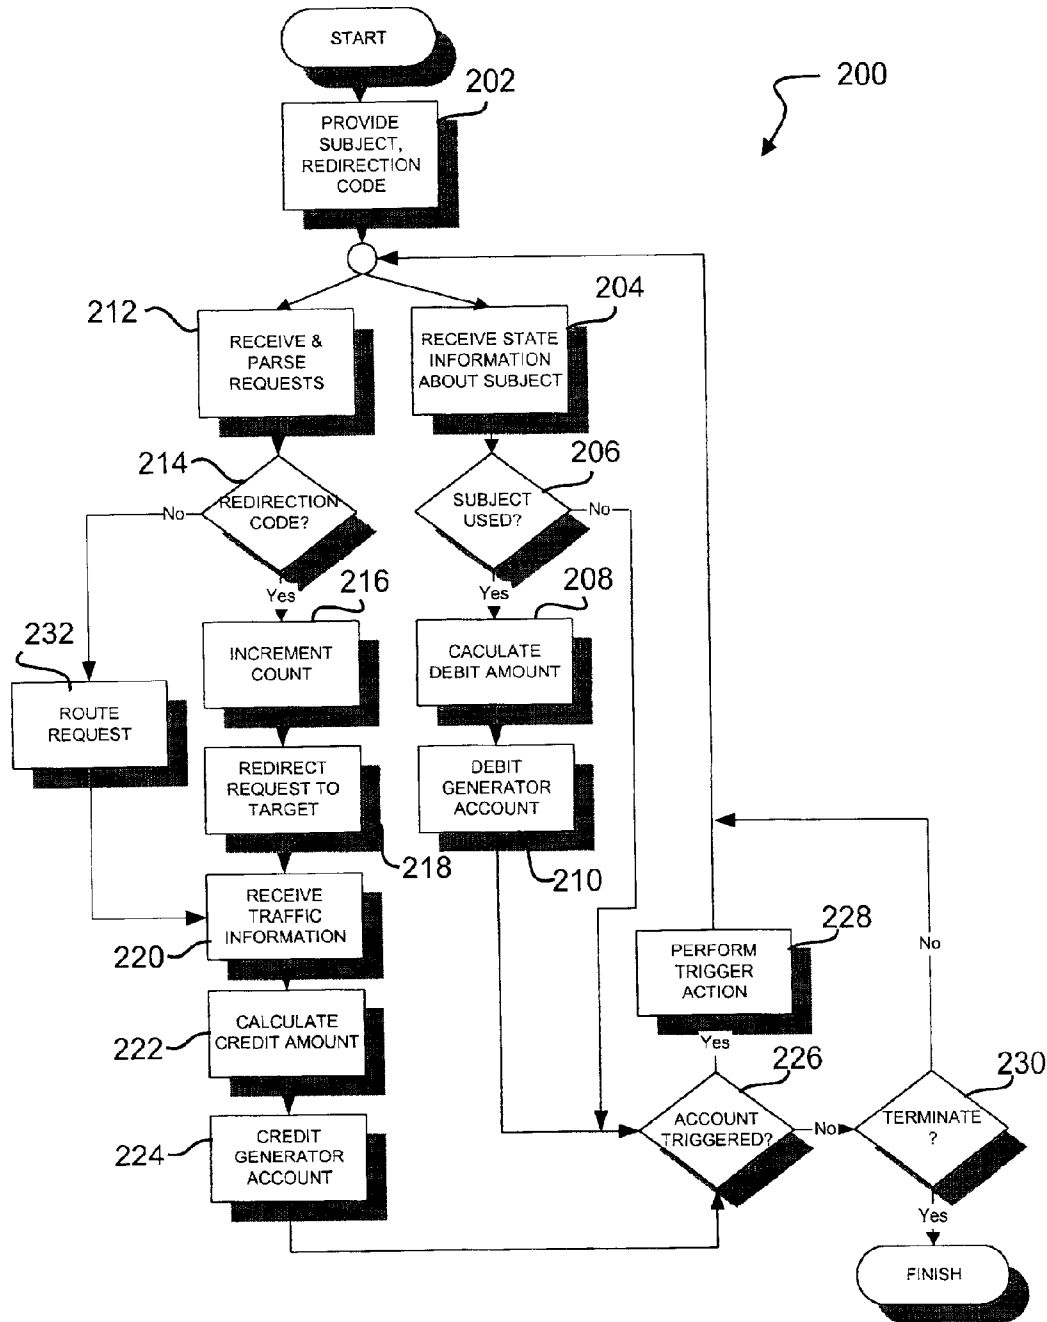 START
200
202
PROVIDE
SUBJECT,
REDIRECTION
CODE
212
RECEIVE &
PARSE
REQUESTS
204
RECEIVE STATE
INFORMATION
ABOUT SUBJECT
214
REDIRECTION
CODE?
No
Yes
206
SUBJECT
USED?
No
Yes
232
ROUTE
REQUEST
216
INCREMENT
COUNT
208
CACULATE
DEBIT AMOUNT
REDIRECT
REQUEST TO
TARGET
218
DEBIT
GENERATOR
ACCOUNT
210
RECEIVE
TRAFFIC
INFORMATION
220
228
PERFORM
TRIGGER
ACTION
No
Yes
CALCULATE
CREDIT AMOUNT
222
226
ACCOUNT
TRIGGERED?
No
230
TERMINATE
?
Yes
CREDIT
GENERATOR
ACCOUNT
224
FINISH